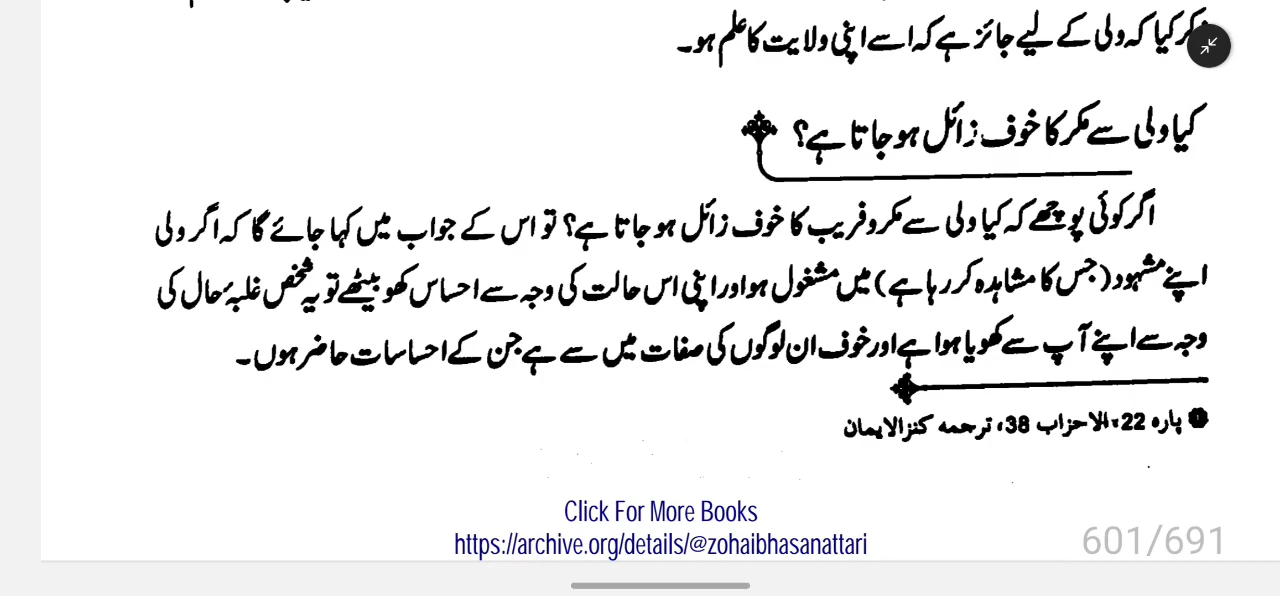 ذکر کیا کہ ولی کے لیے جائز ہے کہ اسے اپنی ولایت کا علم ہو۔
کیا ولی سے مکر کا خوف زائل ہو جاتا ہے؟
اگر کوئی پوچھے کہ کیا ولی سے مکر و فریب کا خوف زائل ہو جاتا ہے؟ تو اس کے جواب میں کہا جائے گا کہ اگر ولی
اپنے مشہود (جس کا مشاہدہ کر رہا ہے) میں مشغول ہو اور اپنی اس حالت کی وجہ سے احساس کھو بیٹھے تو یہ شخص غلبۂ حال کی
وجہ سے اپنے آپ سے کھویا ہوا ہے اور خوف ان لوگوں کی صفات میں سے ہے جن کے احساسات حاضر ہوں۔
پارہ 22، الاحزاب 38، ترجمہ کنزالایمان
Click For More Books
https://archive.org/details/@zohaibhasanattari
601/691